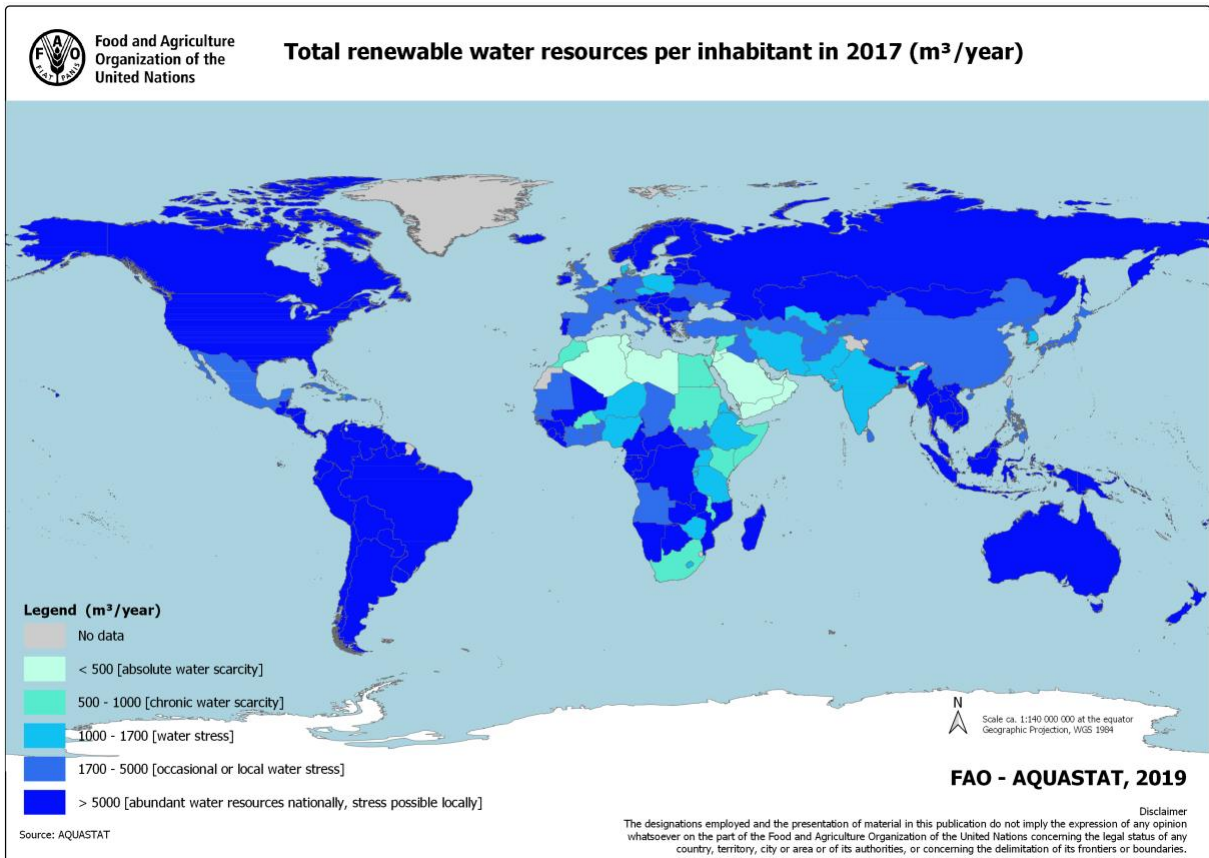 Food and Agriculture
Organization of the
United Nations
FAO
FIAT PANIS
Total renewable water resources per inhabitant in 2017 (m³/year)
Legend (m³/year)
No data
< 500 [absolute water scarcity]
500 - 1000 [chronic water scarcity]
1000 - 1700 [water stress]
1700 - 5000 [occasional or local water stress]
> 5000 [abundant water resources nationally, stress possible locally]
Source: AQUASTAT
N
Scale ca. 1:140 000 000 at the equator
Geographic Projection, WGS 1984
FAO - AQUASTAT, 2019
Disclaimer
The designations employed and the presentation of material in this publication do not imply the expression of any opinion
whatsoever on the part of the Food and Agriculture Organization of the United Nations concerning the legal status of any
country, territory, city or area or of its authorities, or concerning the delimitation of its frontiers or boundaries.